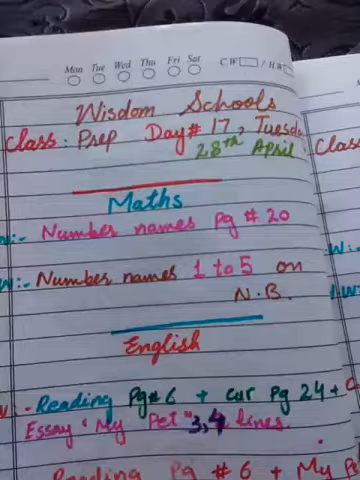 Mon Tue Wed Thu Fri Sat C.W H.W
Wisdom Schools
Class: Prep Day # 17, Tuesda
28th April
Class
Maths
W:- Number names Pg # 20
W:- Number names 1 to 5 on
N.B.
English
W:- Reading Pg # 6 + cur Pg 24 +
Essay "My Pet" 3,4 lines.
Reading Pg # 6 + My Pe